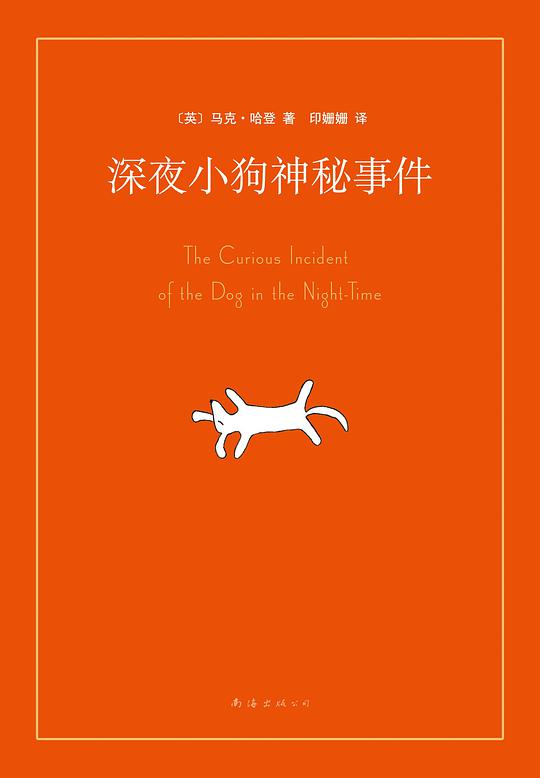 〔英〕马克·哈登 著 印姗姗 译
深夜小狗神秘事件
The Curious Incident
of the Dog in the Night-Time
南海出版公司